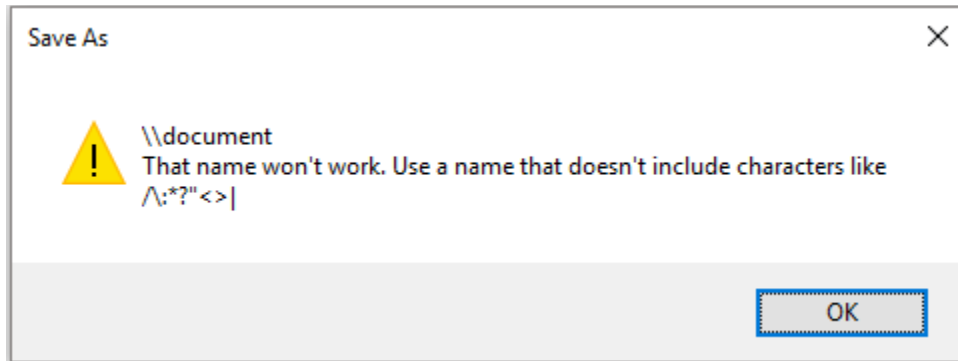 Save As
\\document
That name won't work. Use a name that doesn't include characters like
/\:*?"<>|
OK